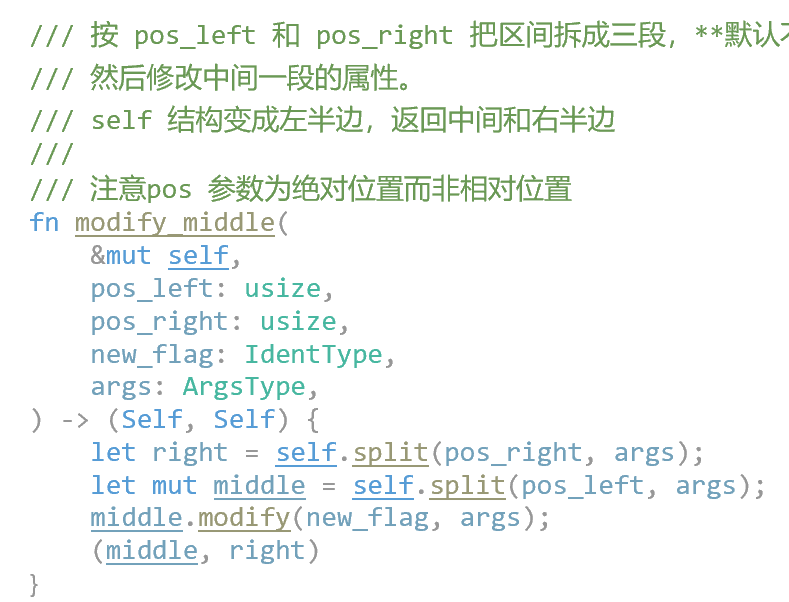 /// 按 pos_left 和 pos_right 把区间拆成三段，**默认
/// 然后修改中间一段的属性。
/// self 结构变成左半边，返回中间和右半边
///
/// 注意pos 参数为绝对位置而非相对位置
fn modify_middle(
    &mut self,
    pos_left: usize,
    pos_right: usize,
    new_flag: IdentType,
    args: ArgsType,
) -> (Self, Self) {
    let right = self.split(pos_right, args);
    let mut middle = self.split(pos_left, args);
    middle.modify(new_flag, args);
    (middle, right)
}